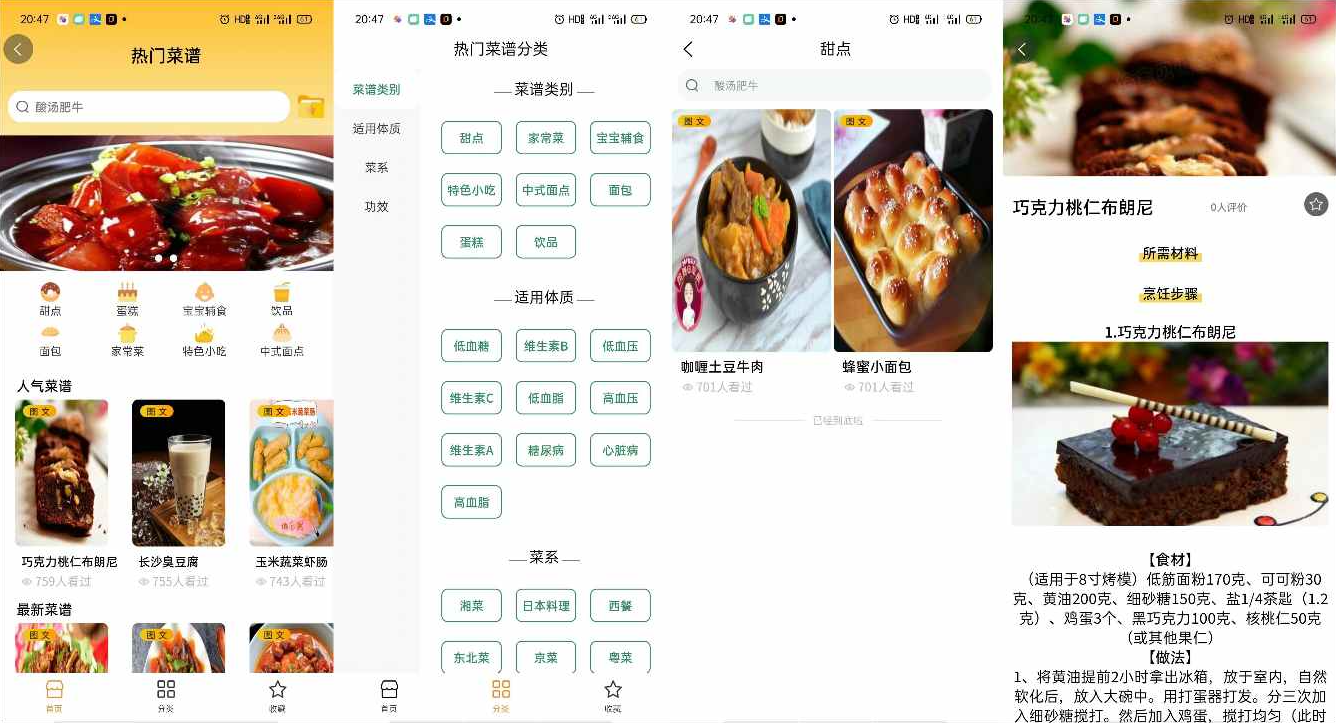 20:47
HD
61
热门菜谱
酸汤肥牛
甜点
蛋糕
宝宝辅食
饮品
面包
家常菜
特色小吃
中式面点
人气菜谱
图文
图文
图文
巧克力桃仁布朗尼
长沙臭豆腐
玉米蔬菜虾肠
759人看过
755人看过
743人看过
最新菜谱
图文
图文
图文
首页
分类
收藏
20:47
HD
61
热门菜谱分类
菜谱类别
适用体质
菜系
功效
菜谱类别
甜点
家常菜
宝宝辅食
特色小吃
中式面点
面包
蛋糕
饮品
适用体质
低血糖
维生素B
低血压
维生素C
低血脂
高血压
维生素A
糖尿病
心脏病
高血脂
菜系
湘菜
日本料理
西餐
东北菜
京菜
粤菜
首页
分类
收藏
20:47
HD
61
甜点
酸汤肥牛
图文
图文
咖喱土豆牛肉
蜂蜜小面包
701人看过
701人看过
已经到底啦
20:47
HD
巧克力桃仁布朗尼
0人评价
所需材料
烹饪步骤
1.巧克力桃仁布朗尼
【食材】
（适用于8寸烤模）低筋面粉170克、可可粉30
克、黄油200克、细砂糖150克、盐1/4茶匙（1.2
克）、鸡蛋3个、黑巧克力100克、核桃仁50克
（或其他果仁）
【做法】
1、将黄油提前2小时拿出冰箱，放于室内，自然
软化后，放入大碗中。用打蛋器打发。分三次加
入细砂糖搅打。然后加入鸡蛋，搅打均匀（此时